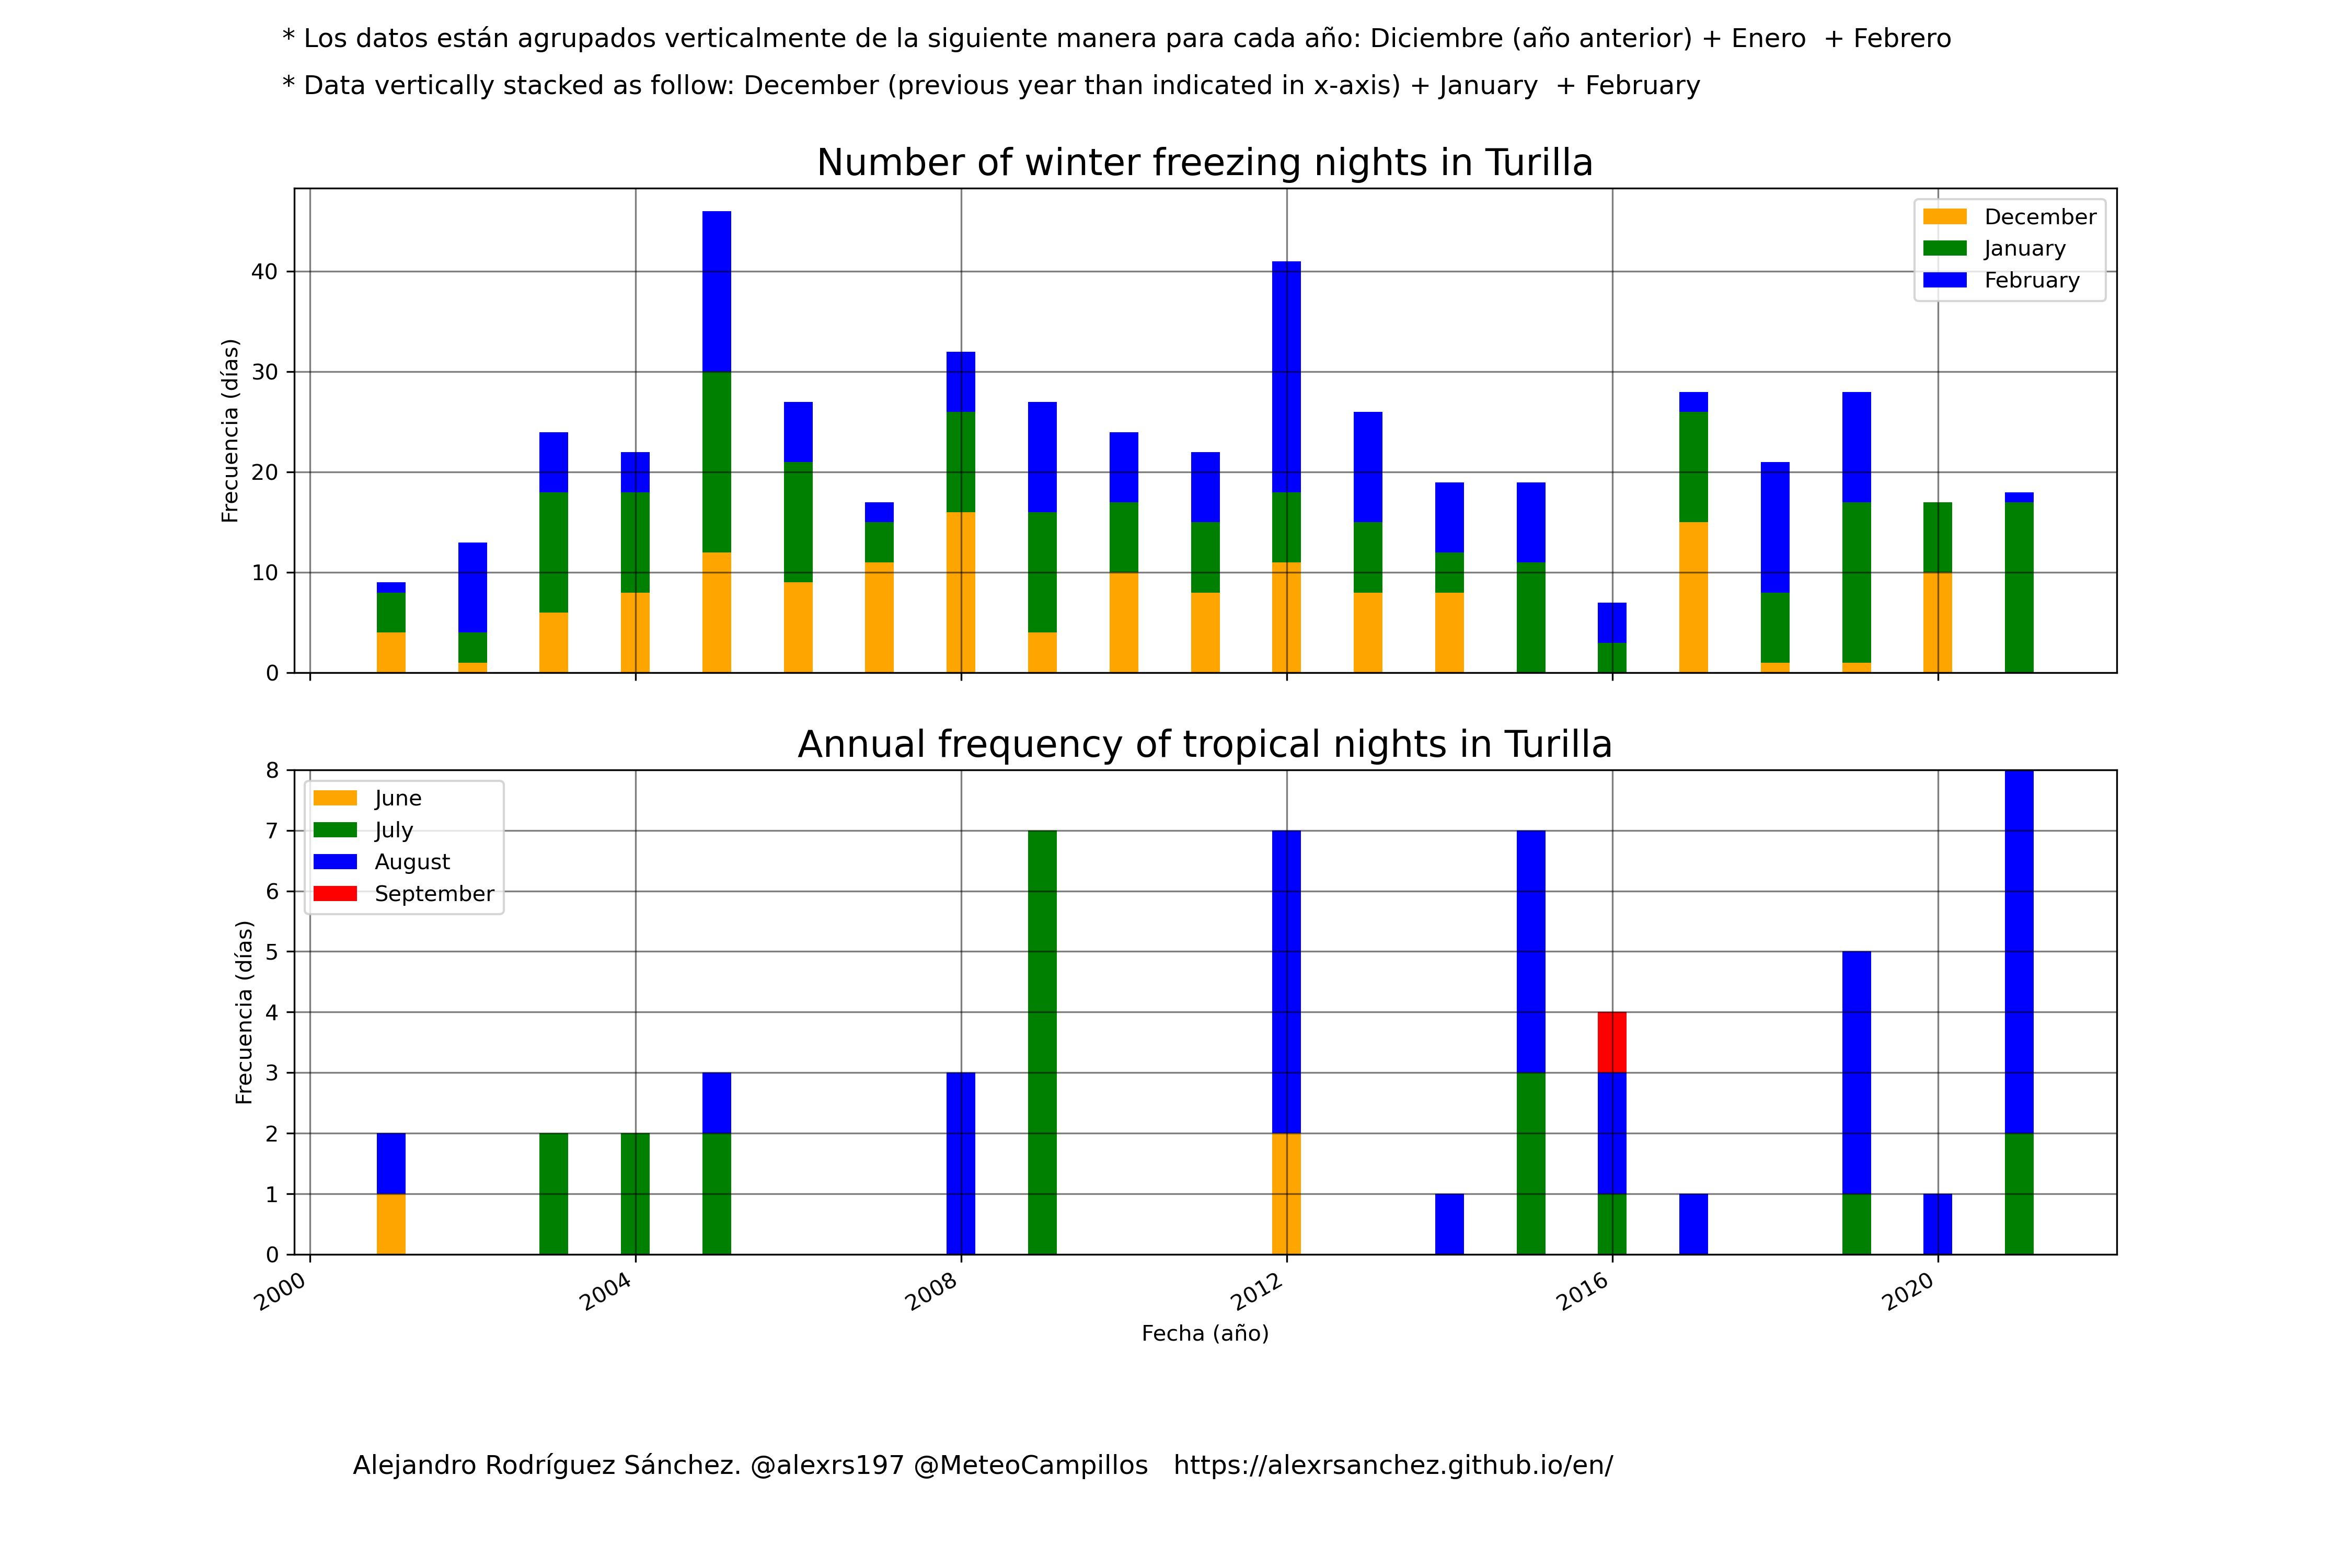 * Los datos están agrupados verticalmente de la siguiente manera para cada año: Diciembre (año anterior) + Enero  + Febrero
* Data vertically stacked as follow: December (previous year than indicated in x-axis) + January  + February
Number of winter freezing nights in Turilla
Frecuencia (días)
40
30
20
10
0
December
January
February
Annual frequency of tropical nights in Turilla
Frecuencia (días)
8
7
6
5
4
3
2
1
0
June
July
August
September
2000
2004
2008
2012
2016
2020
Fecha (año)
Alejandro Rodríguez Sánchez. @alexrs197 @MeteoCampillos   https://alexrsanchez.github.io/en/